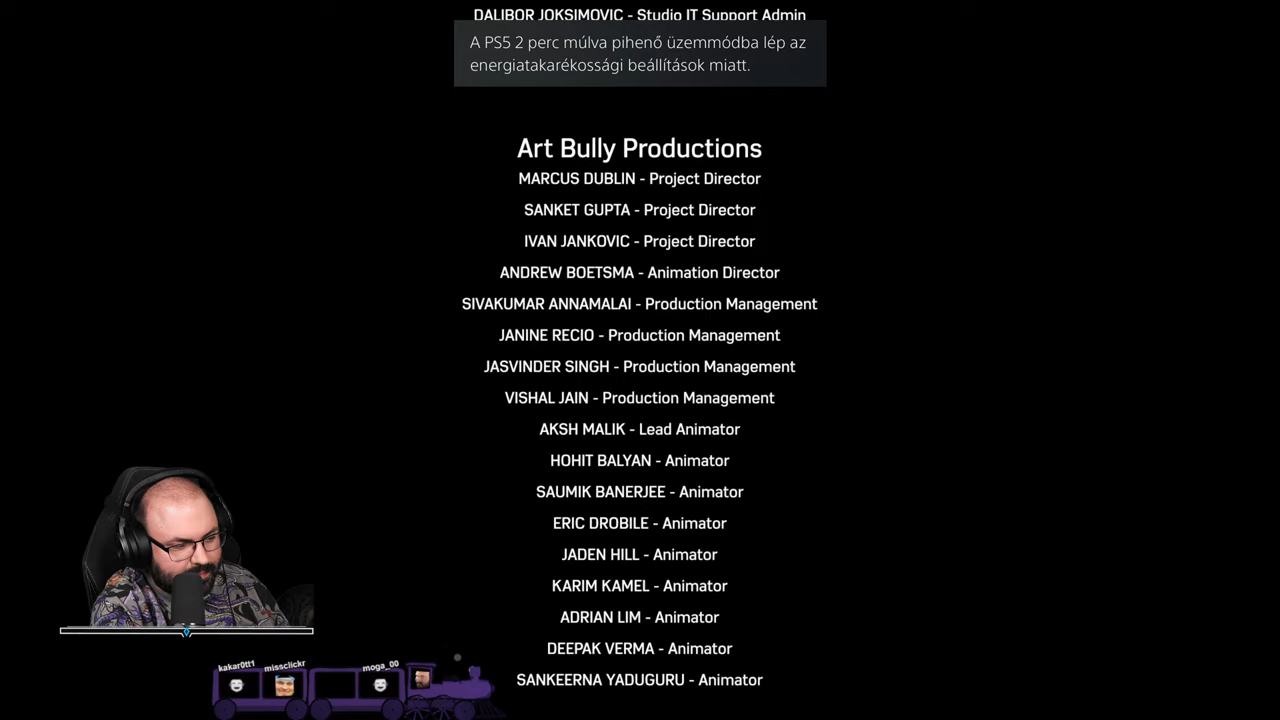 DALIBOR JOKSIMOVIC - Studio IT Support Admin
A PS5 2 perc múlva pihenő üzemmódba lép az
energiatakarékossági beállítások miatt.
Art Bully Productions
MARCUS DUBLIN - Project Director
SANKET GUPTA - Project Director
IVAN JANKOVIC - Project Director
ANDREW BOETSMA - Animation Director
SIVAKUMAR ANNAMALAI - Production Management
JANINE RECIO - Production Management
JASVINDER SINGH - Production Management
VISHAL JAIN - Production Management
AKSH MALIK - Lead Animator
HOHIT BALYAN - Animator
SAUMIK BANERJEE - Animator
ERIC DROBILE - Animator
JADEN HILL - Animator
KARIM KAMEL - Animator
ADRIAN LIM - Animator
DEEPAK VERMA - Animator
SANKEERNA YADUGURU - Animator
kakar0tt1 missclickr moga_00